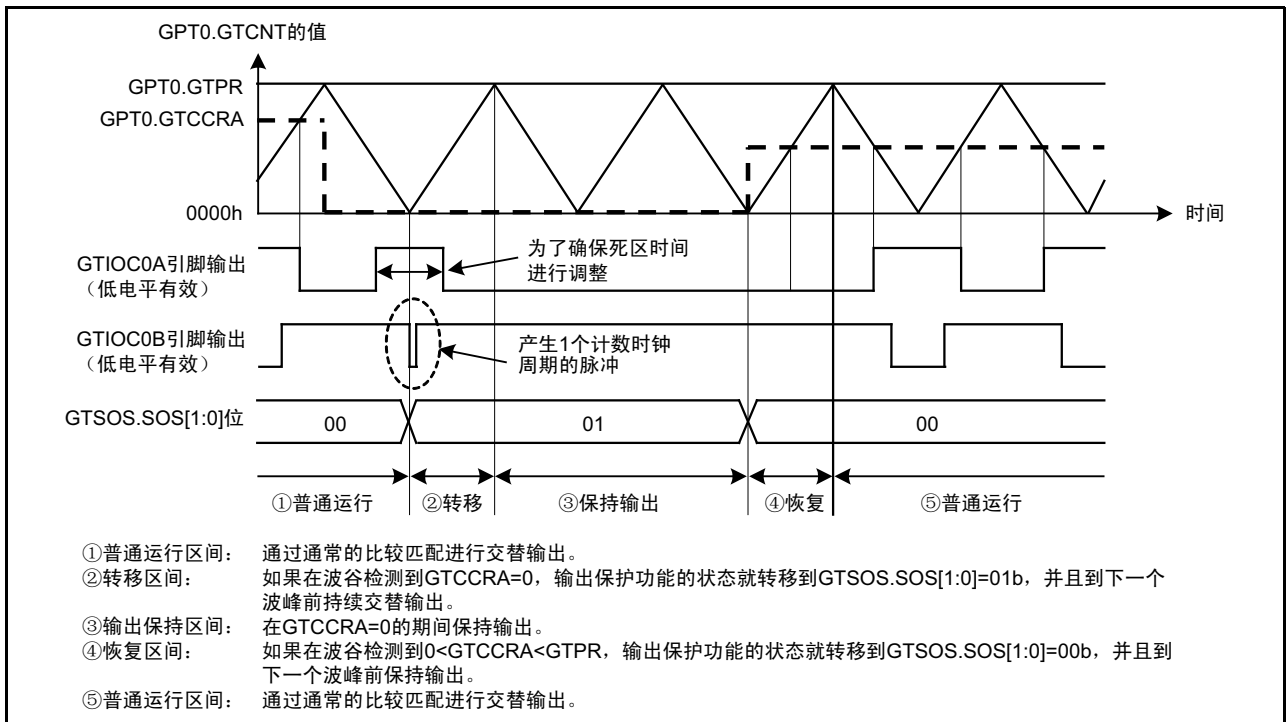 GPT0.GTCNT的值
GPT0.GTPR
GPT0.GTCCRA
0000h
时间
GTIOC0A引脚输出
（低电平有效）
为了确保死区时间
进行调整
GTIOC0B引脚输出
（低电平有效）
产生1个计数时钟
周期的脉冲
GTSOS.SOS[1:0]位
00
01
00
①普通运行
②转移
③保持输出
④恢复
⑤普通运行
①普通运行区间： 通过通常的比较匹配进行交替输出。
②转移区间： 如果在波谷检测到GTCCRA=0，输出保护功能的状态就转移到GTSOS.SOS[1:0]=01b，并且到下一个
波峰前持续交替输出。
③输出保持区间： 在GTCCRA=0的期间保持输出。
④恢复区间： 如果在波谷检测到0<GTCCRA<GTPR，输出保护功能的状态就转移到GTSOS.SOS[1:0]=00b，并且到
下一个波峰前保持输出。
⑤普通运行区间： 通过通常的比较匹配进行交替输出。